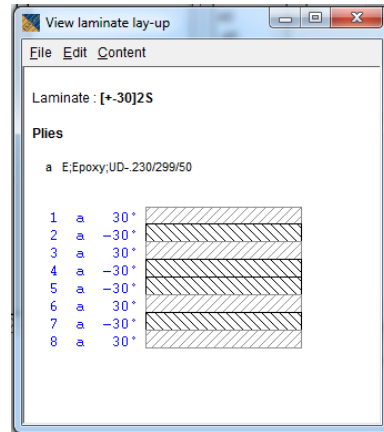 View laminate lay-up
File Edit Content
Laminate : [+-30]2S
Plies
a E;Epoxy;UD-.230/299/50
1 a 30°
2 a −30°
3 a 30°
4 a −30°
5 a −30°
6 a 30°
7 a −30°
8 a 30°